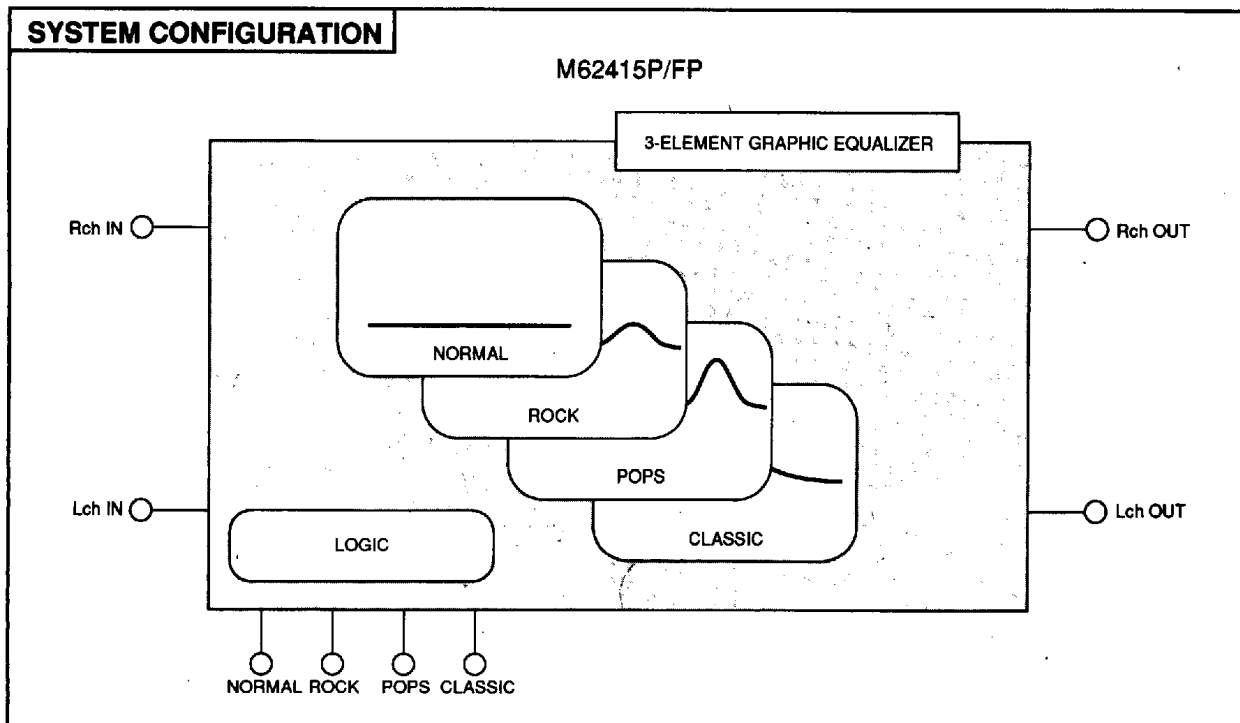 SYSTEM CONFIGURATION
M62415P/FP
3-ELEMENT GRAPHIC EQUALIZER
Rch IN
Rch OUT
NORMAL
ROCK
POPS
Lch IN
Lch OUT
LOGIC
CLASSIC
NORMAL ROCK POPS CLASSIC